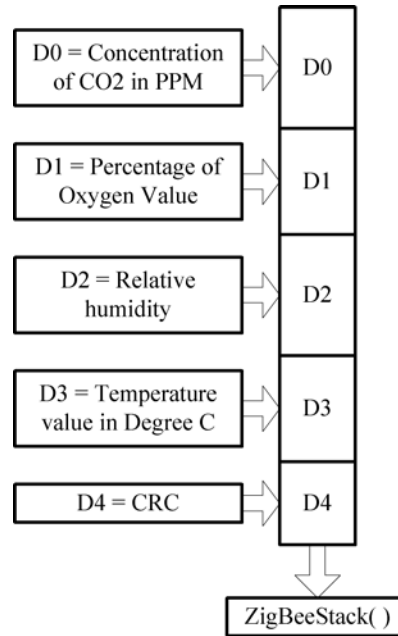 D0 = Concentration
of CO2 in PPM
D0
D1 = Percentage of
Oxygen Value
D1
D2 = Relative
humidity
D2
D3 = Temperature
value in Degree C
D3
D4 = CRC
D4
ZigBeeStack( )